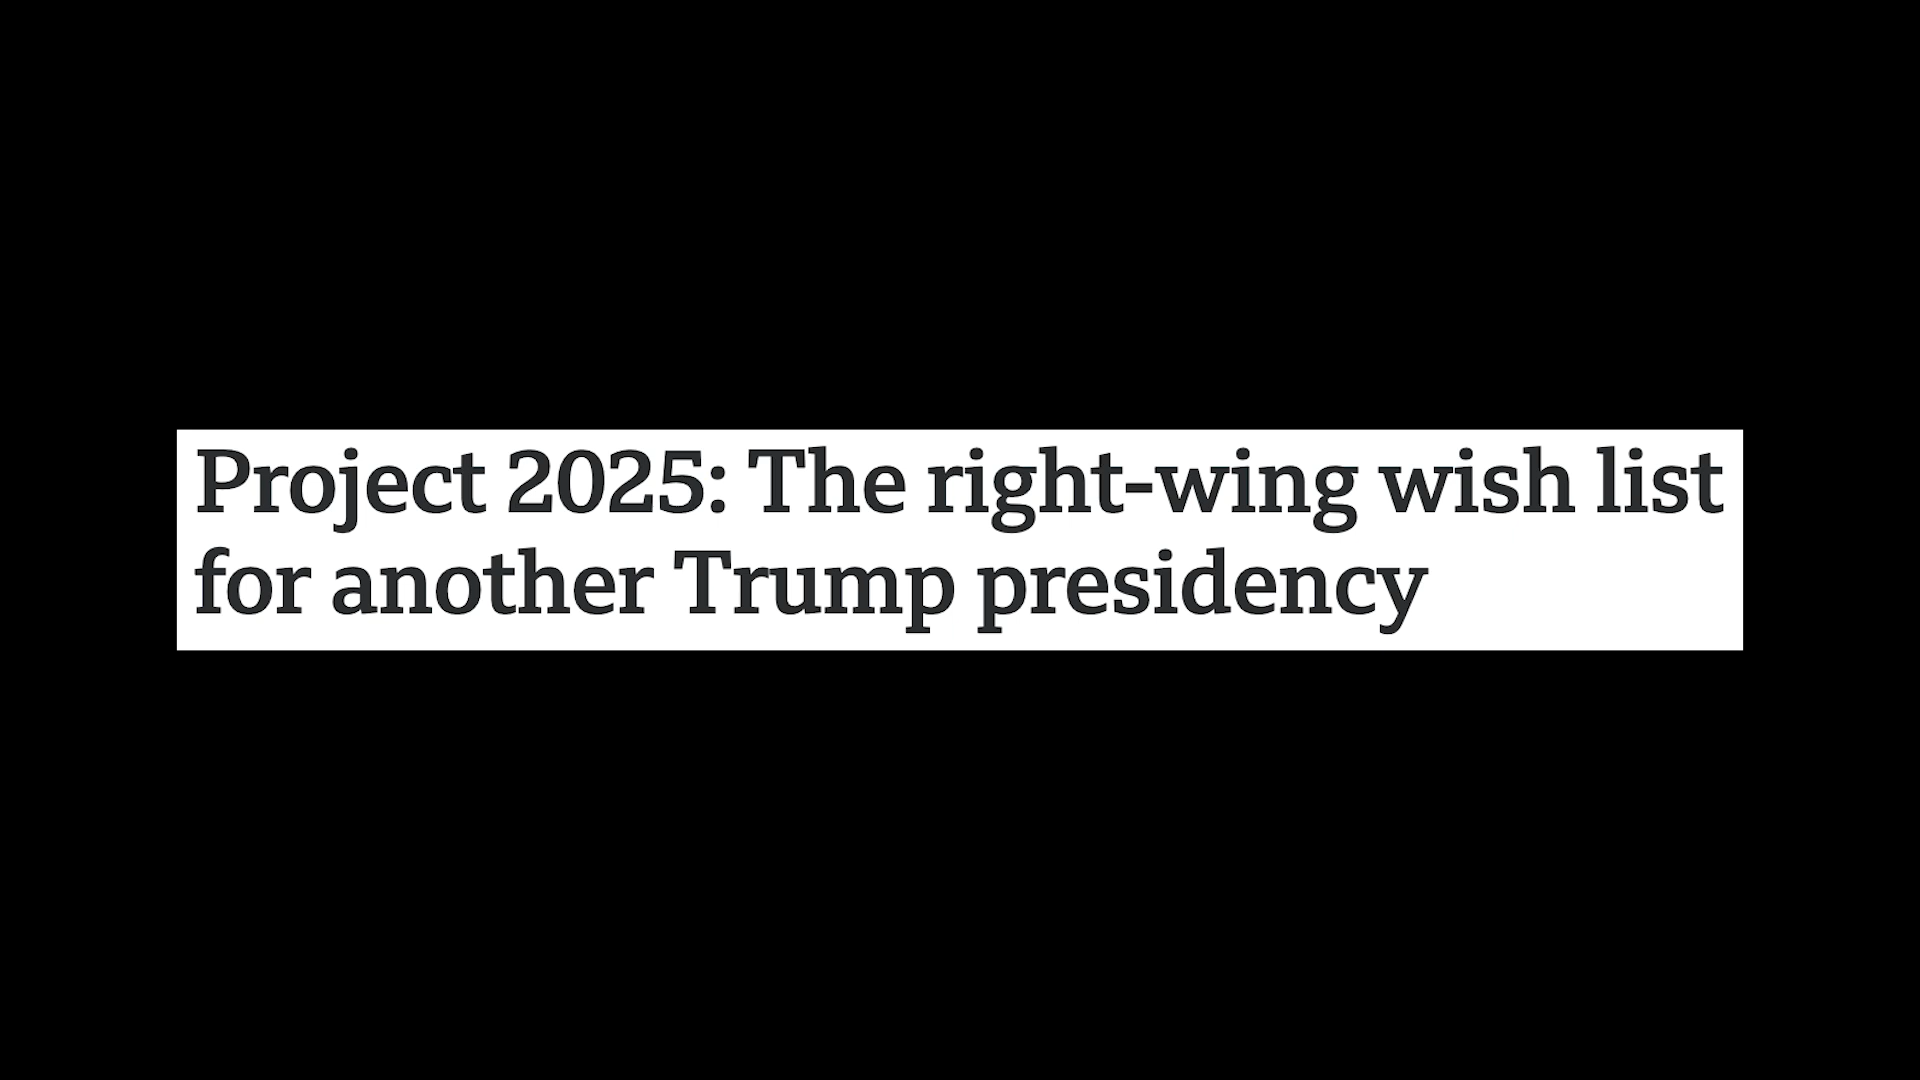 Project 2025: The right-wing wish list
for another Trump presidency